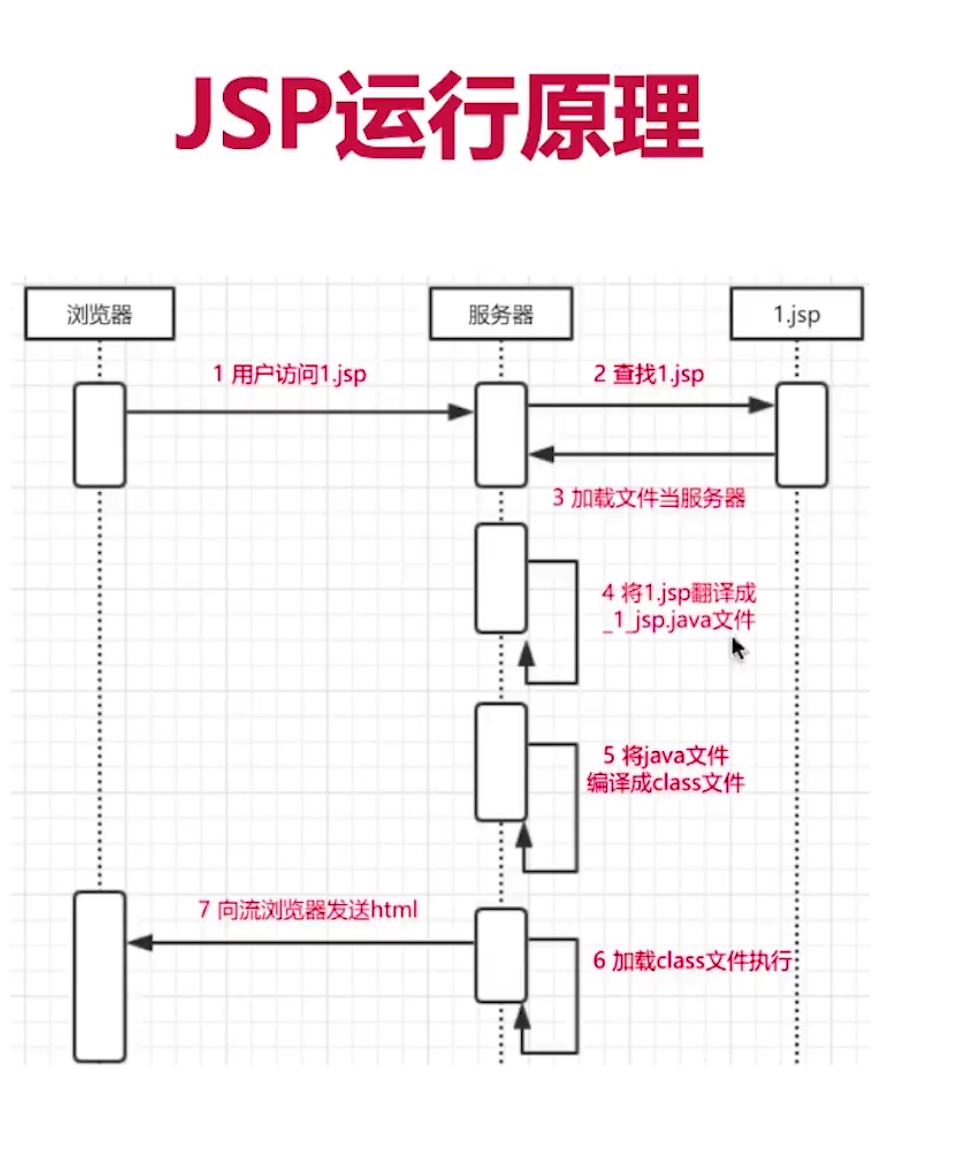 JSP运行原理
浏览器
服务器
1.jsp
1 用户访问1.jsp
2 查找1.jsp
3 加载文件当服务器
4 将1.jsp翻译成
_1_jsp.java文件
5 将java文件
编译成class文件
7 向流浏览器发送html
6 加载class文件执行